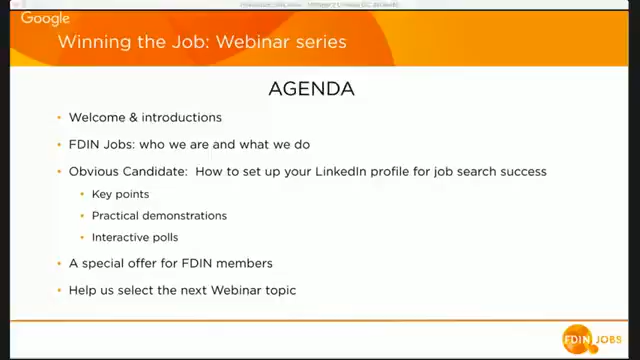 Google
Winning the Job: Webinar series
AGENDA
• Welcome & introductions
• FDIN Jobs: who we are and what we do
• Obvious Candidate: How to set up your LinkedIn profile for job search success
• Key points
• Practical demonstrations
• Interactive polls
• A special offer for FDIN members
• Help us select the next Webinar topic
FDIN JOBS